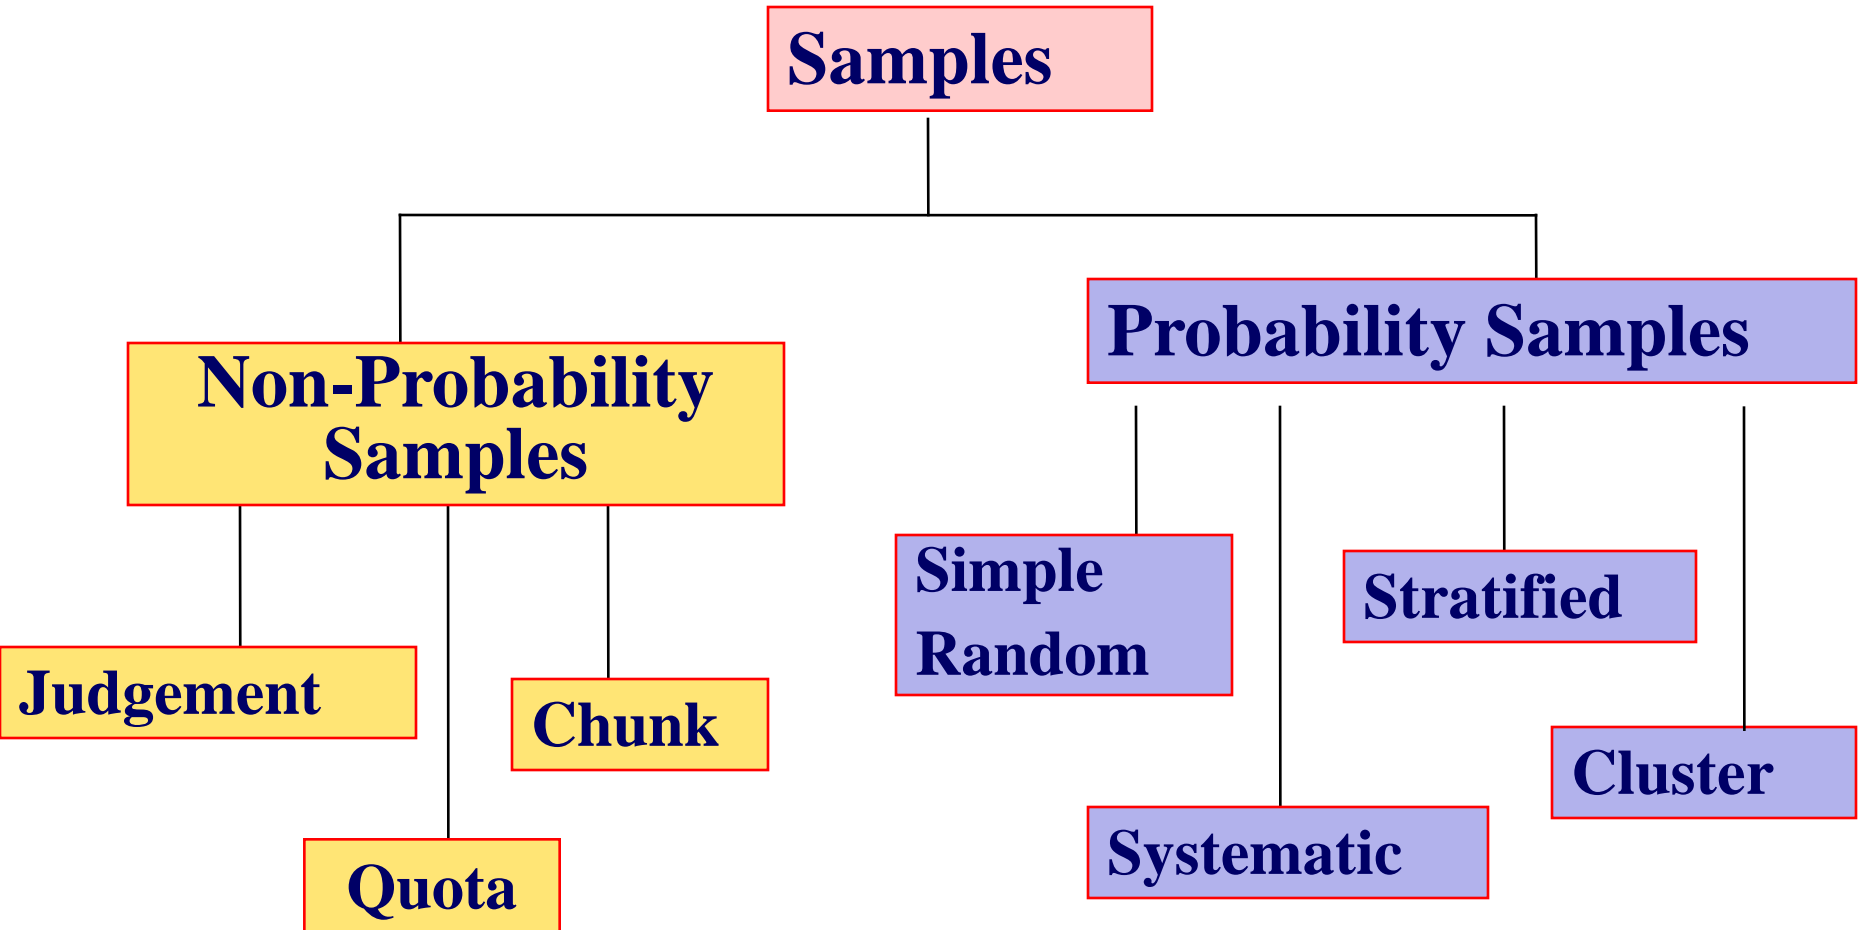 Samples
Probability Samples
Non-Probability
Samples
Simple
Random
Stratified
Judgement
Chunk
Cluster
Systematic
Quota